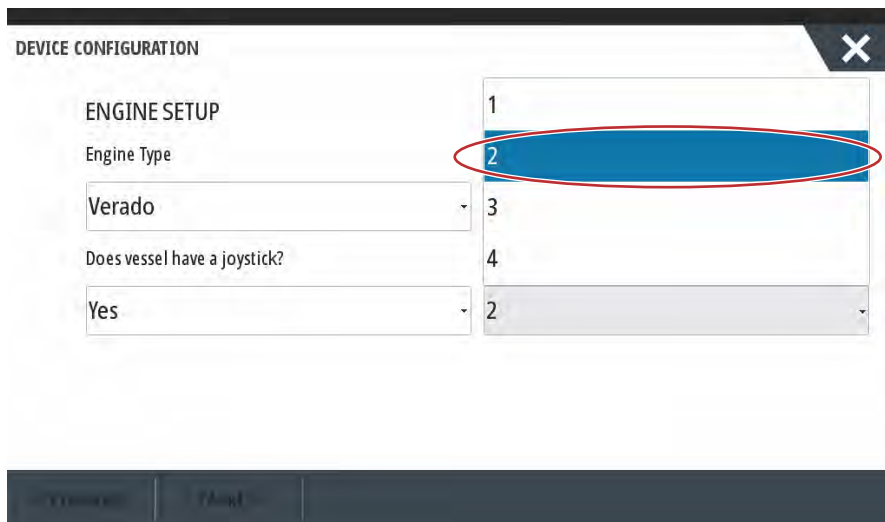 DEVICE CONFIGURATION
ENGINE SETUP
Engine Type
Verado
Does vessel have a joystick?
Yes
1
2
3
4
2